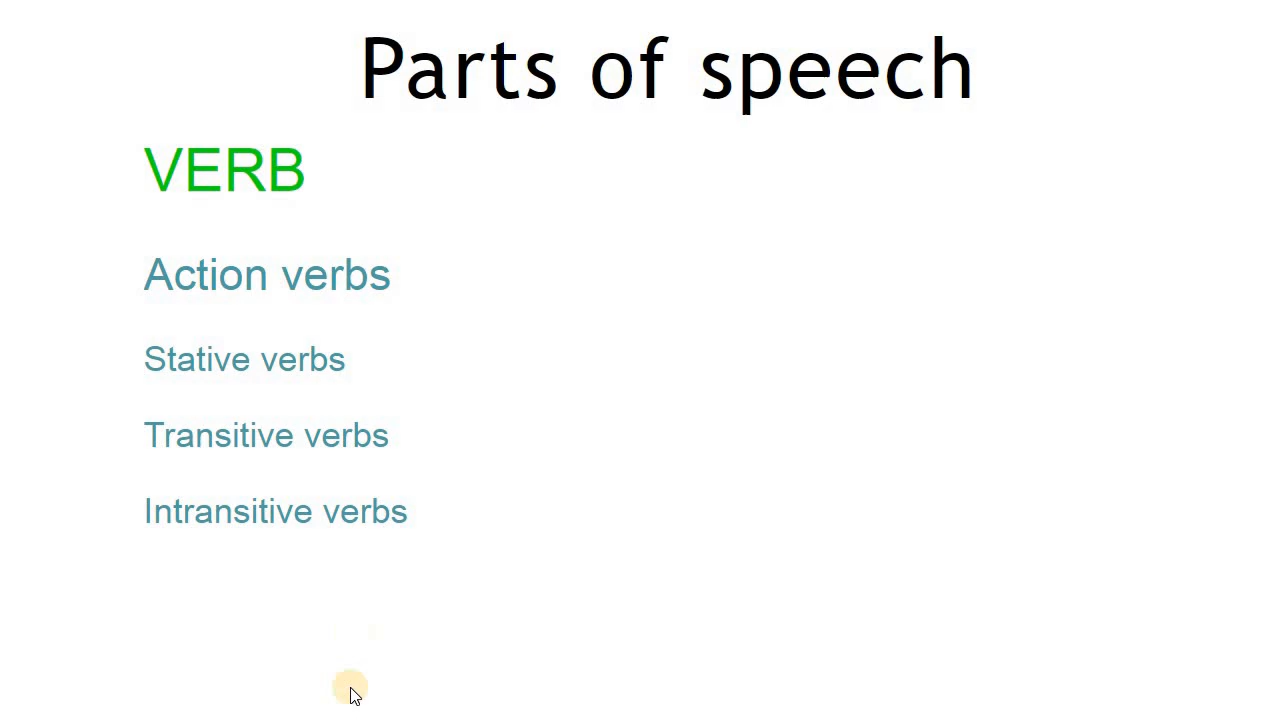 Parts of speech
VERB
Action verbs
Stative verbs
Transitive verbs
Intransitive verbs